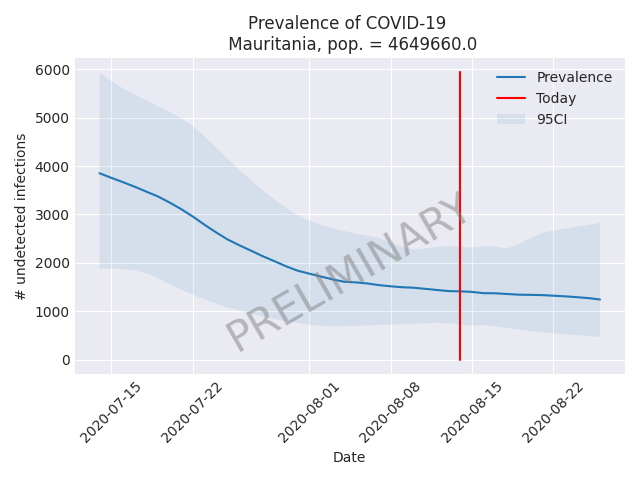 Prevalence of COVID-19
Mauritania, pop. = 4649660.0
Prevalence
Today
95CI
PRELIMINARY
# undetected infections
6000
5000
4000
3000
2000
1000
0
2020-07-15
2020-07-22
2020-08-01
2020-08-08
2020-08-15
2020-08-22
Date